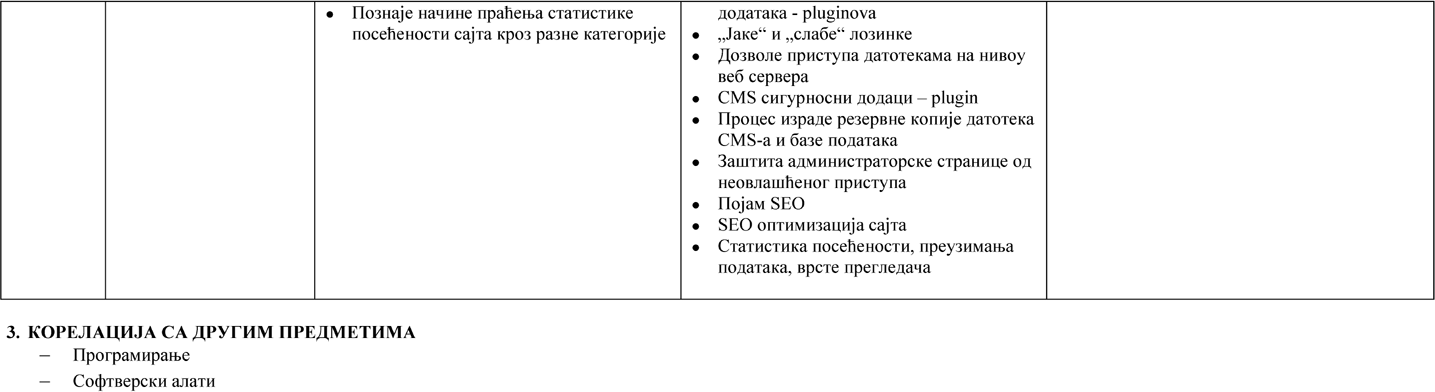 ● Познаје начине праћења статистике
посећености сајта кроз разне категорије
додатака - pluginova
● „Јаке“ и „слабе“ лозинке
● Дозволе приступа датотекама на нивоу
веб сервера
● CMS сигурносни додаци – plugin
● Процес израде резервне копије датотека
CMS-а и базе података
● Заштита администраторске странице од
неовлашћеног приступа
● Појам SEO
● SEO оптимизација сајта
● Статистика посећености, преузимања
података, врсте прегледача
3. КОРЕЛАЦИЈА СА ДРУГИМ ПРЕДМЕТИМА
– Програмирање
– Софтверски алати